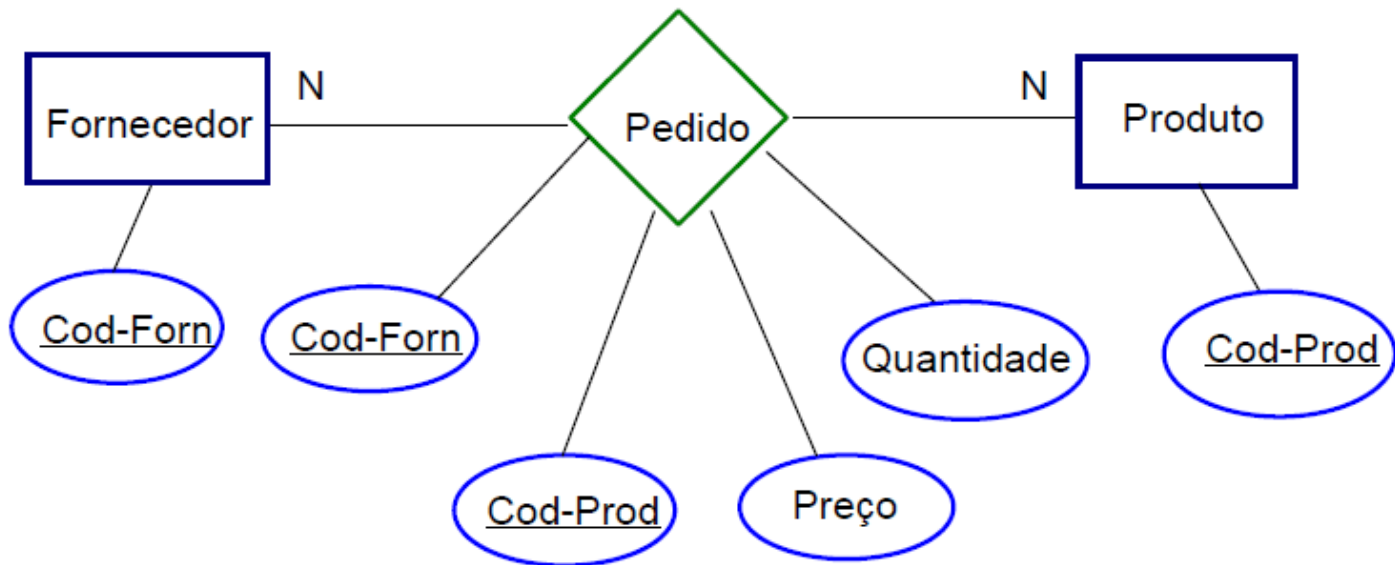 N
N
Fornecedor
Pedido
Produto
Cod-Forn
Cod-Forn
Quantidade
Cod-Prod
Cod-Prod
Preço